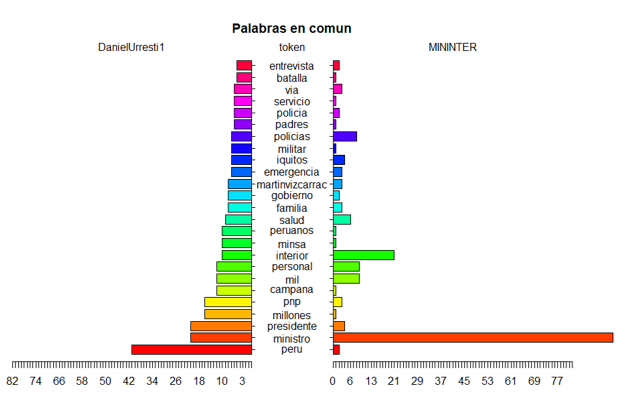 Palabras en comun
DanielUrresti1 token MININTER
entrevista
batalla
via
servicio
policia
padres
policias
militar
iquitos
emergencia
martinvizcarrac
gobierno
familia
salud
peruanos
minsa
interior
personal
mil
campana
pnp
millones
presidente
ministro
peru
82 74 66 58 50 42 34 26 18 10 3 0 6 13 21 29 37 45 53 61 69 77